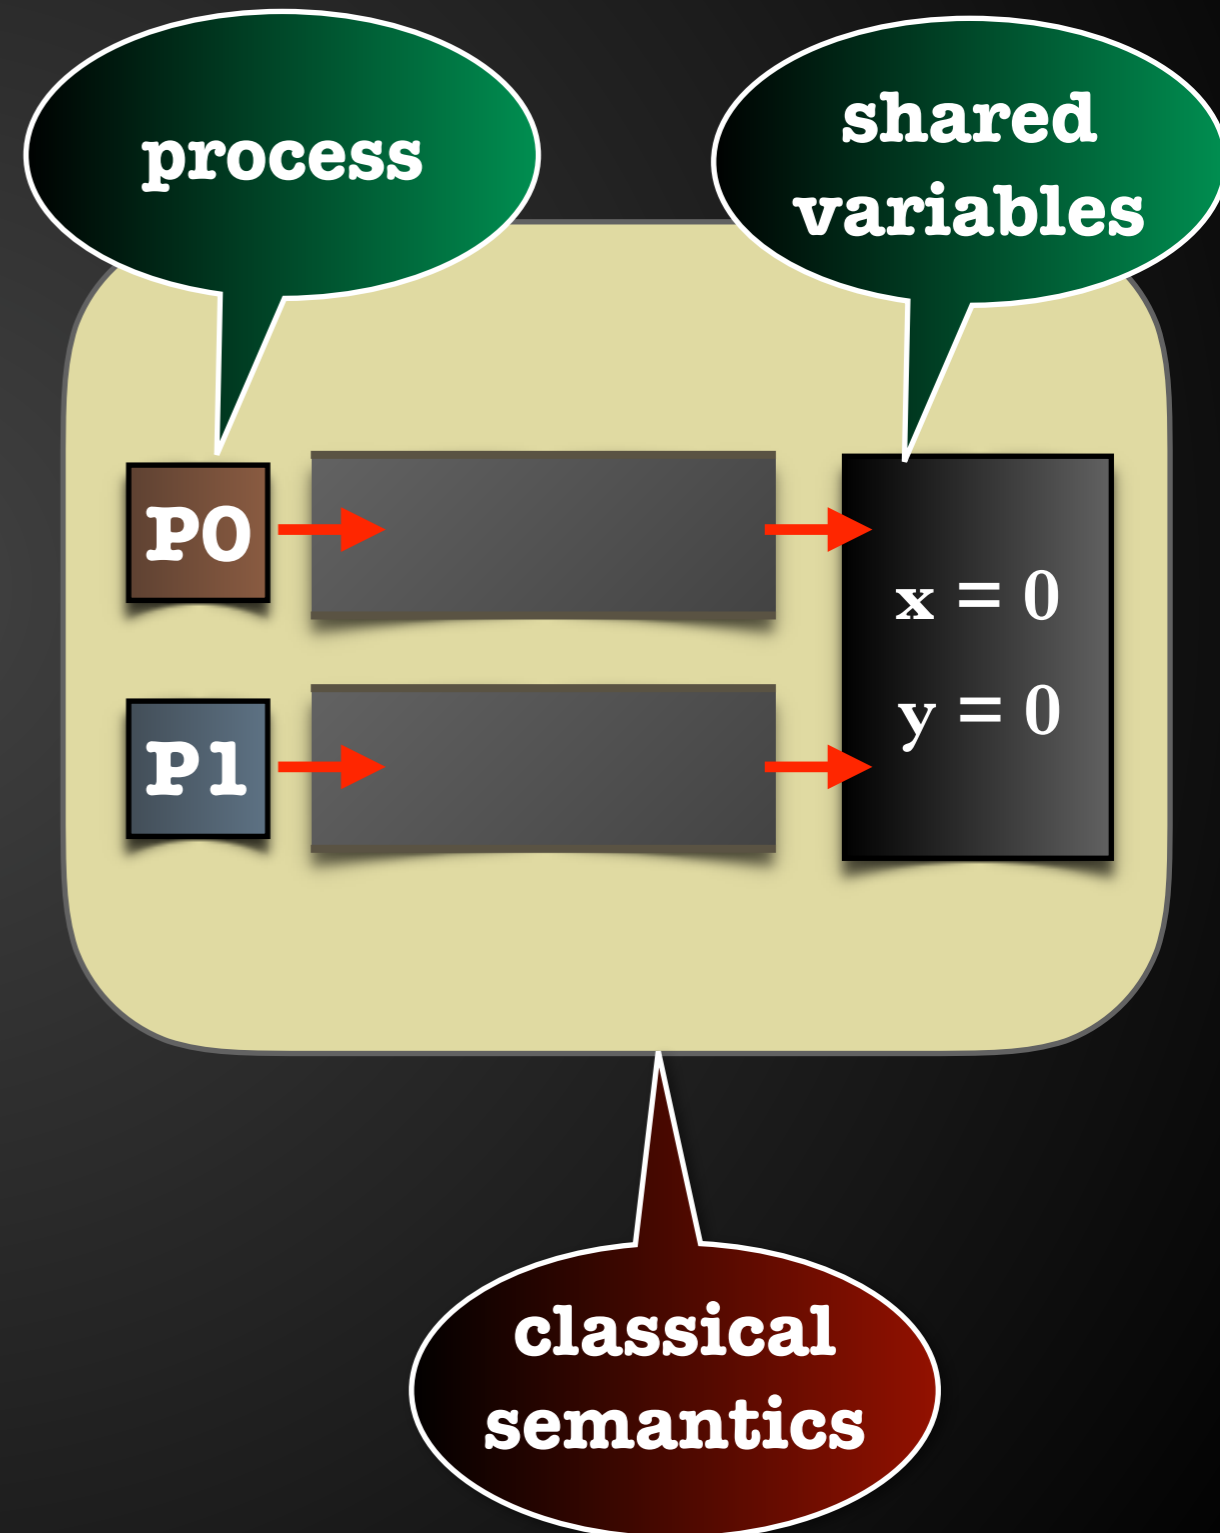 process
shared
variables
P0
x = 0
y = 0
P1
classical
semantics